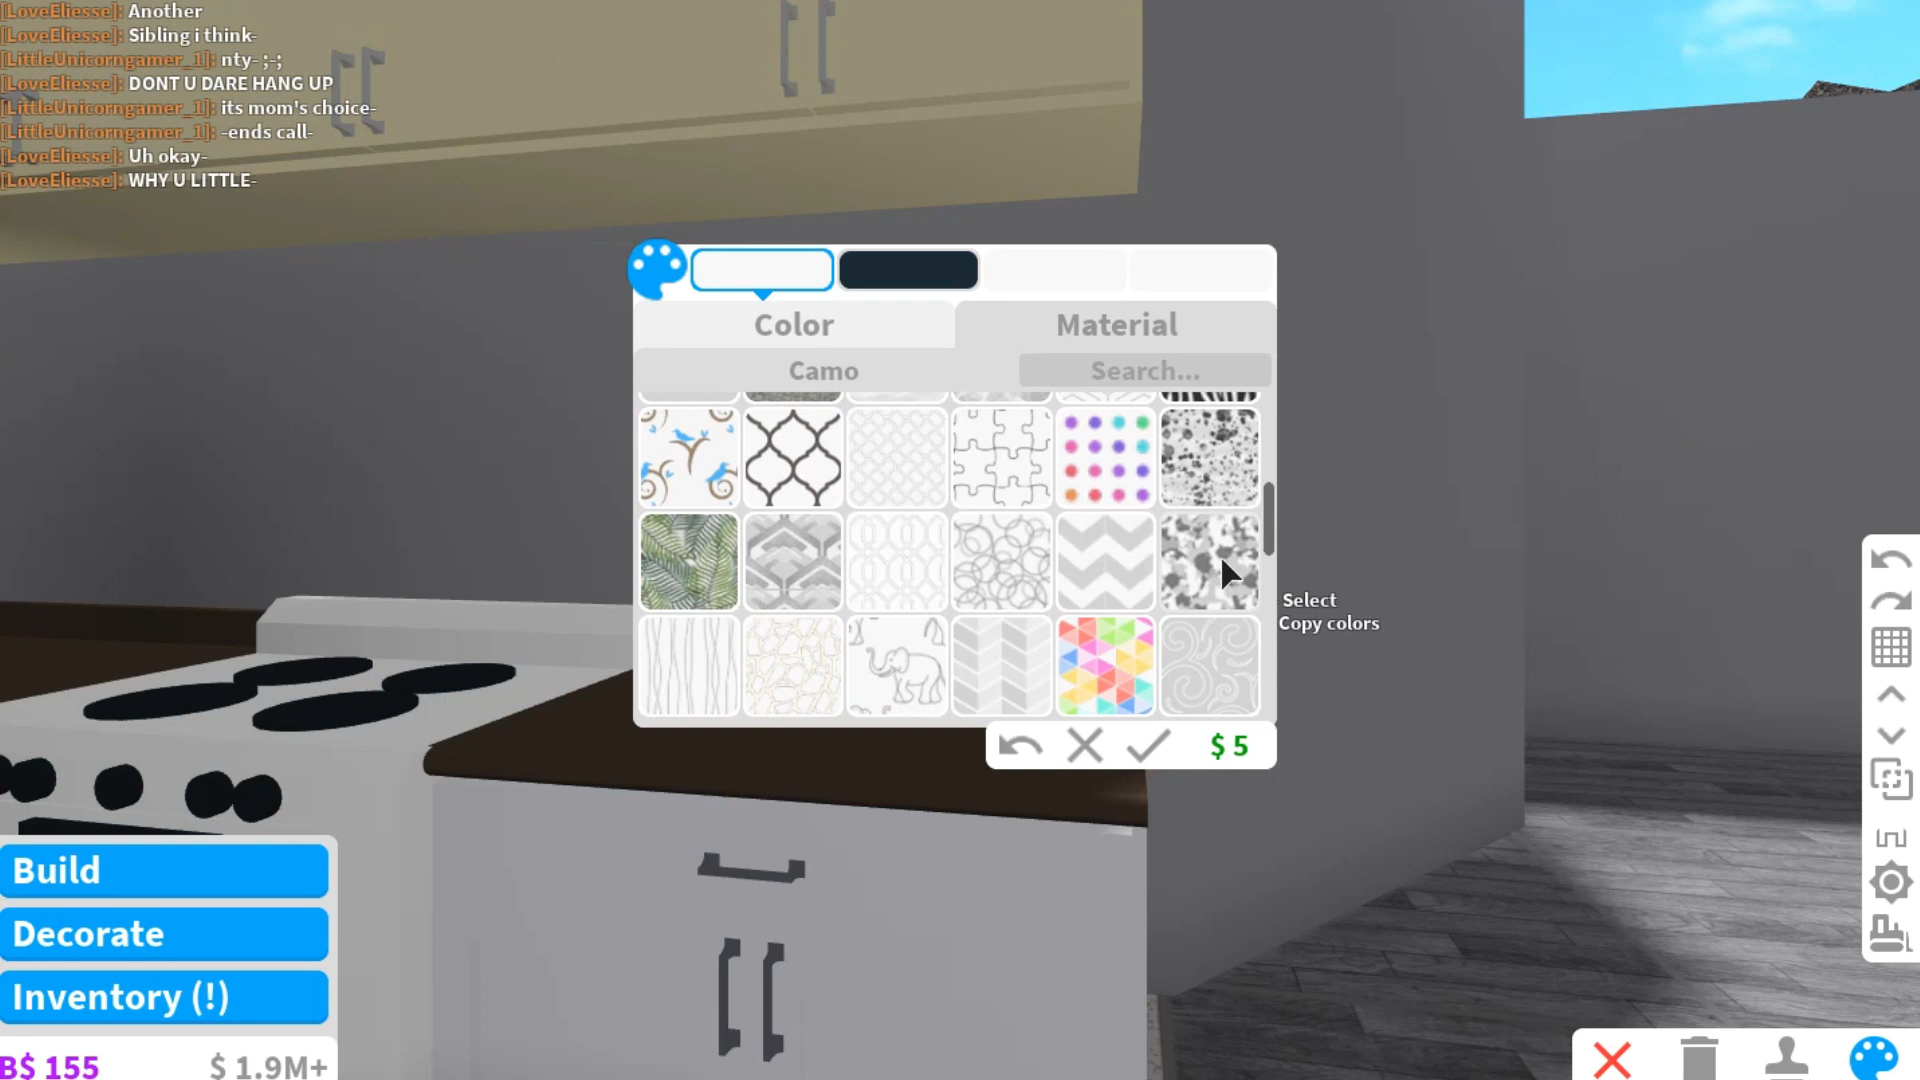 [LoveEliesse]: Another
[LoveEliesse]: Sibling i think-
[LittleUnicorngamer_1]: nty- ;-;
[LoveEliesse]: DONT U DARE HANG UP
[LittleUnicorngamer_1]: its mom's choice-
[LittleUnicorngamer_1]: -ends call-
[LoveEliesse]: Uh okay-
[LoveEliesse]: WHY U LITTLE-
Color
Material
Camo
Search...
Select
Copy colors
$ 5
Build
Decorate
Inventory (!)
B$ 155
$ 1.9M+